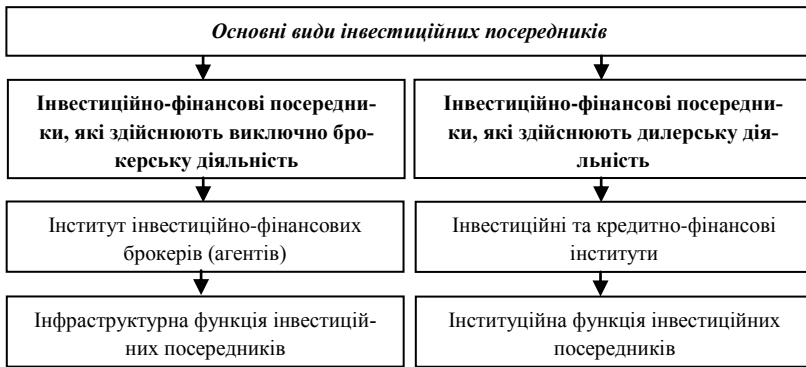 Основні види інвестиційних посередників
Інвестиційно-фінансові посередни-
ки, які здійснюють виключно бро-
керську діяльність
Інвестиційно-фінансові посередни-
ки, які здійснюють дилерську дія-
льність
Інститут інвестиційно-фінансових
брокерів (агентів)
Інвестиційні та кредитно-фінансові
інститути
Інфраструктурна функція інвестицій-
них посередників
Інституційна функція інвестиційних
посередників